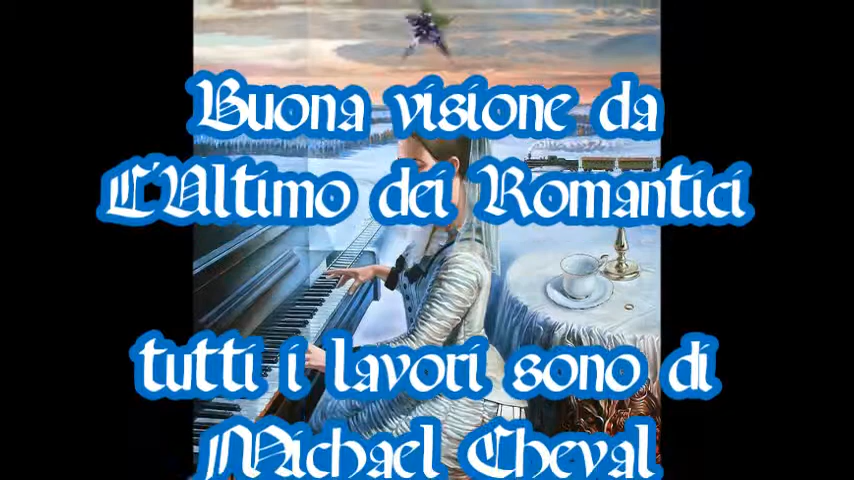 Buona visione da
L'Ultimo dei Romantici
tutti i lavori sono di
Michael Cheval